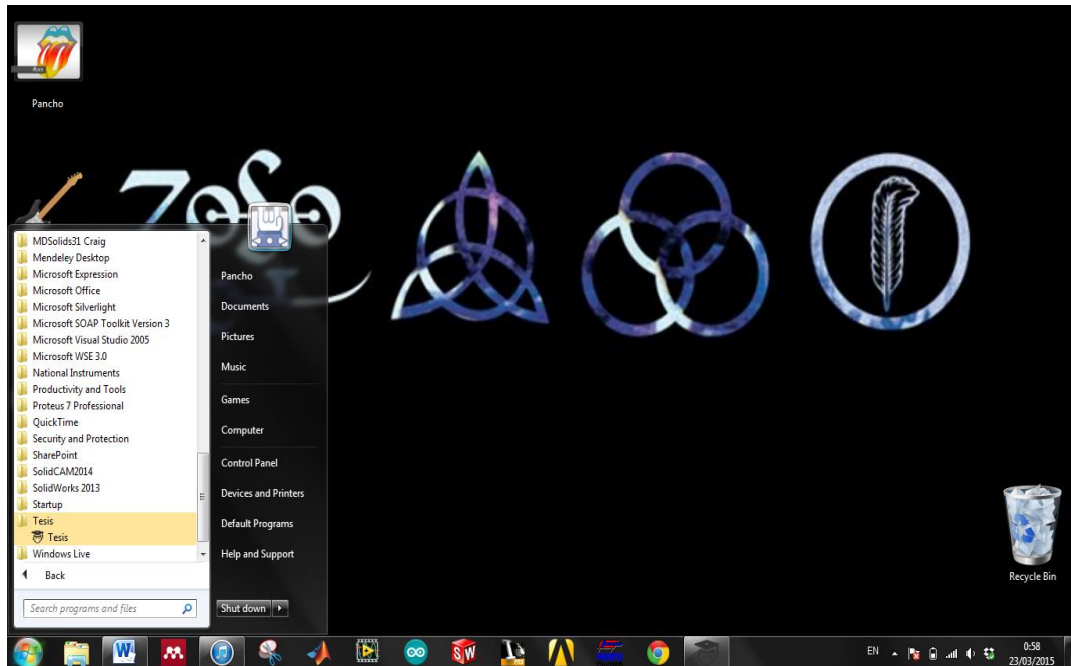 Pancho
ZOSO
MDSolids31 Craig
Mendeley Desktop
Microsoft Expression
Microsoft Office
Microsoft Silverlight
Microsoft SOAP Toolkit Version 3
Microsoft Visual Studio 2005
Microsoft WSE 3.0
National Instruments
Productivity and Tools
Proteus 7 Professional
QuickTime
Security and Protection
SharePoint
SolidCAM2014
SolidWorks 2013
Startup
Tesis
Tesis
Windows Live
Back
Search programs and files
Pancho
Documents
Pictures
Music
Games
Computer
Control Panel
Devices and Printers
Default Programs
Help and Support
Shut down
Recycle Bin
W
SW
EN
0:58
23/03/2015